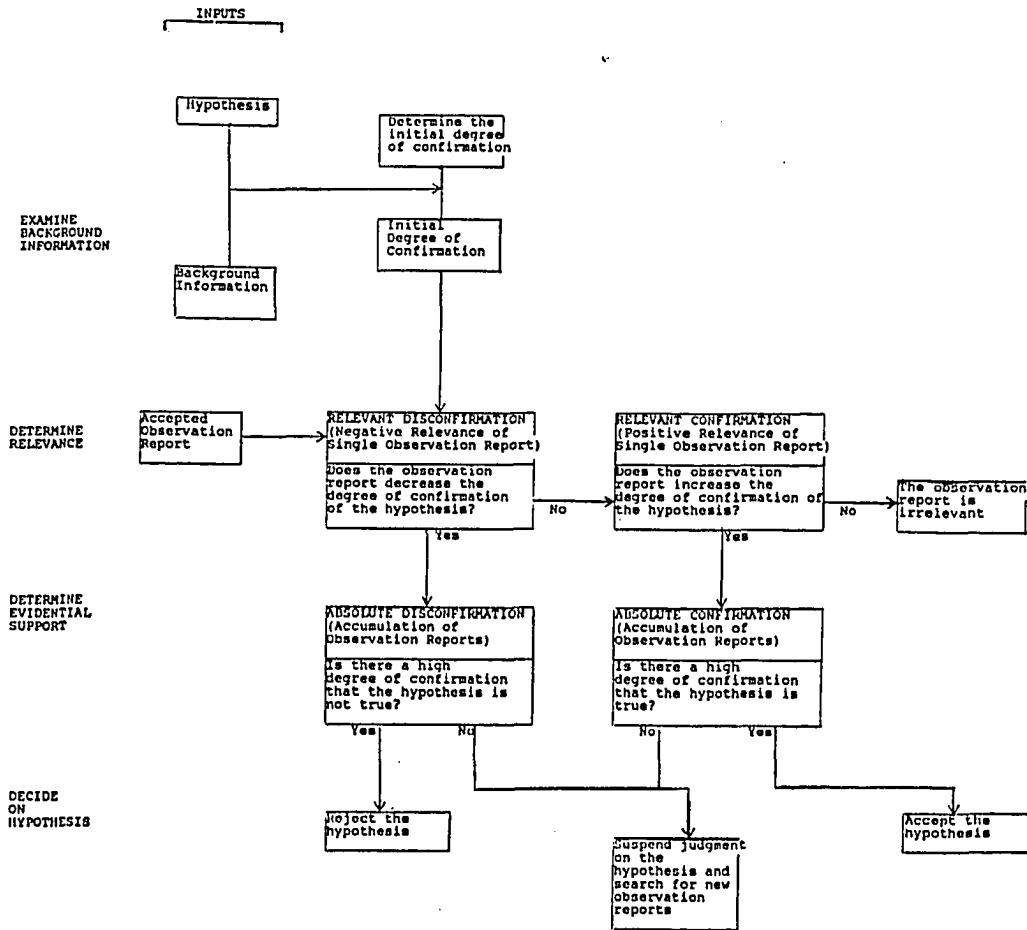 INPUTS
Hypothesis
Determine the
initial degree
of confirmation
EXAMINE
BACKGROUND
INFORMATION
Initial
Degree of
Confirmation
Background
Information
DETERMINE
RELEVANCE
Accepted
Observation
Report
RELEVANT DISCONFIRMATION
(Negative Relevance of
Single Observation Report)
Does the observation
report decrease the
degree of confirmation
of the hypothesis?
No
Yes
RELEVANT CONFIRMATION
(Positive Relevance of
Single Observation Report)
Does the observation
report increase the
degree of confirmation of
the hypothesis?
No
Yes
The observation
report is
irrelevant
DETERMINE
EVIDENTIAL
SUPPORT
ABSOLUTE DISCONFIRMATION
(Accumulation of
Observation Reports)
Is there a high
degree of confirmation
that the hypothesis is
not true?
Yes
No
ABSOLUTE CONFIRMATION
(Accumulation of
Observation Reports)
Is there a high
degree of confirmation
that the hypothesis is
true?
No
Yes
DECIDE
ON
HYPOTHESIS
Reject the
hypothesis
Suspend judgment
on the
hypothesis and
search for new
observation
reports
Accept the
hypothesis